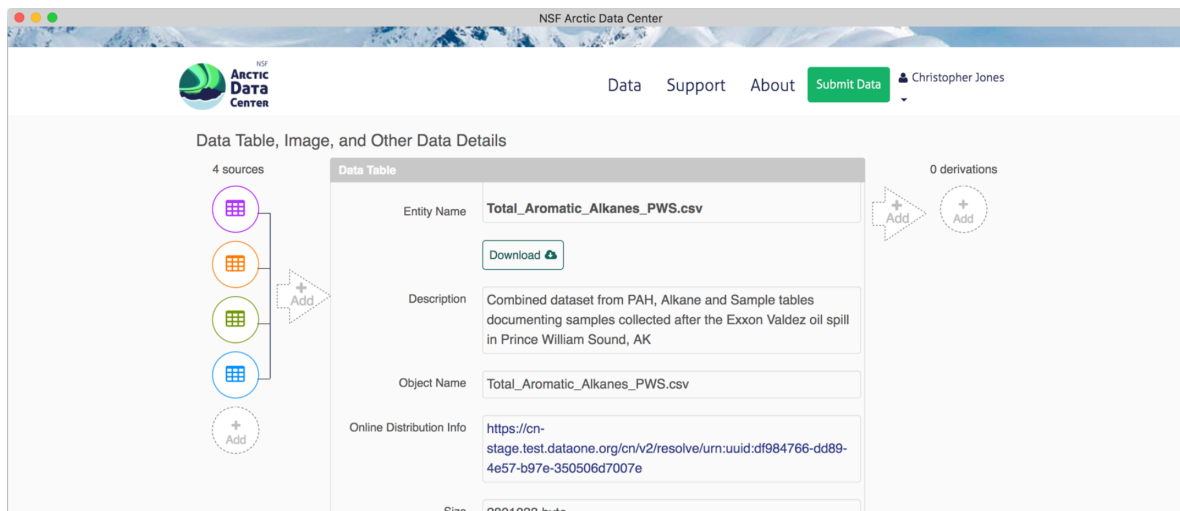 NSF Arctic Data Center
NSF
ARCTIC
DATA
CENTER
Data
Support
About
Submit Data
Christopher Jones
Data Table, Image, and Other Data Details
4 sources
Data Table
0 derivations
Entity Name
Total_Aromatic_Alkanes_PWS.csv
Add
Add
Download
Add
Description
Combined dataset from PAH, Alkane and Sample tables
documenting samples collected after the Exxon Valdez oil spill
in Prince William Sound, AK
Object Name
Total_Aromatic_Alkanes_PWS.csv
Add
Online Distribution Info
https://cn-
stage.test.dataone.org/cn/v2/resolve/urn:uuid:df984766-dd89-
4e57-b97e-350506d7007e
Size